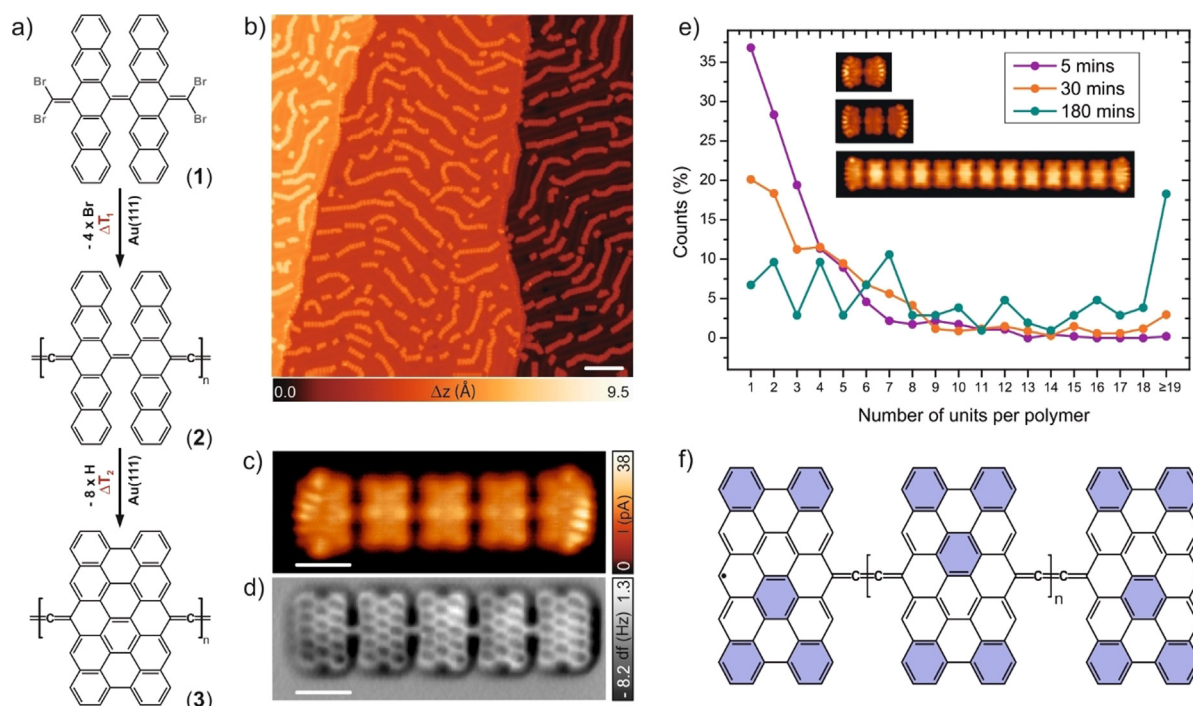 a)
Br
Br
Br
Br
(1)
- 4 x Br
ΔT1
Au(111)
(2)
C
C
n
- 8 x H
ΔT2
Au(111)
C
C
n
(3)
b)
0.0
Δz (Å)
9.5
c)
0 I (pA) 38
d)
- 8.2 df (Hz) 1.3
e)
5 mins
30 mins
180 mins
Counts (%)
35
30
25
20
15
10
5
0
1 2 3 4 5 6 7 8 9 10 11 12 13 14 15 16 17 18 ≥19
Number of units per polymer
f)
C
C
C
C
n